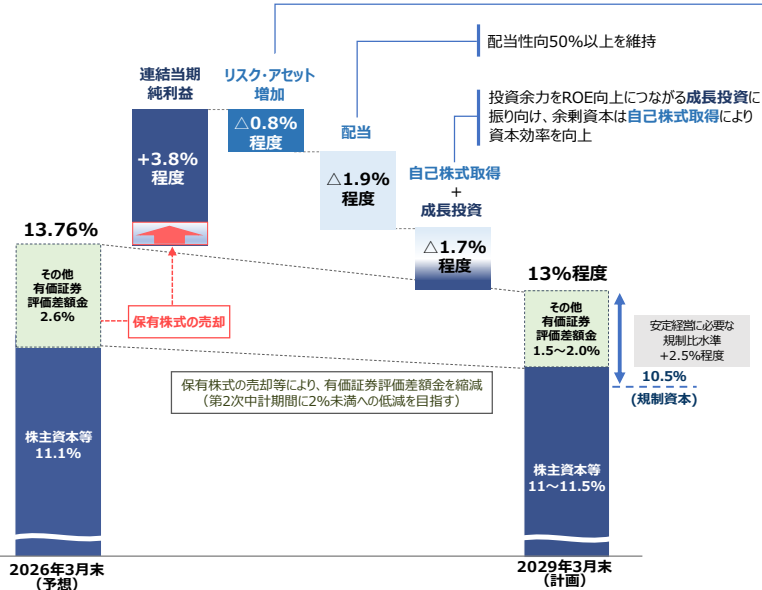 配当性向50%以上を維持
投資余力をROE向上につながる成長投資に
振り向け、余剰資本は自己株式取得により
資本効率を向上
連結当期
純利益
+3.8%
程度
リスク・アセット
増加
△0.8%
程度
配当
△1.9%
程度
自己株式取得
+
成長投資
△1.7%
程度
13.76%
その他
有価証券
評価差額金
2.6%
保有株式の売却
株主資本等
11.1%
2026年3月末
（予想）
保有株式の売却等により、有価証券評価差額金を縮減
（第2次中計期間に2%未満への低減を目指す）
13%程度
その他
有価証券
評価差額金
1.5～2.0%
株主資本等
11～11.5%
2029年3月末
（計画）
安定経営に必要な
規制比水準
+2.5%程度
10.5%
(規制資本)